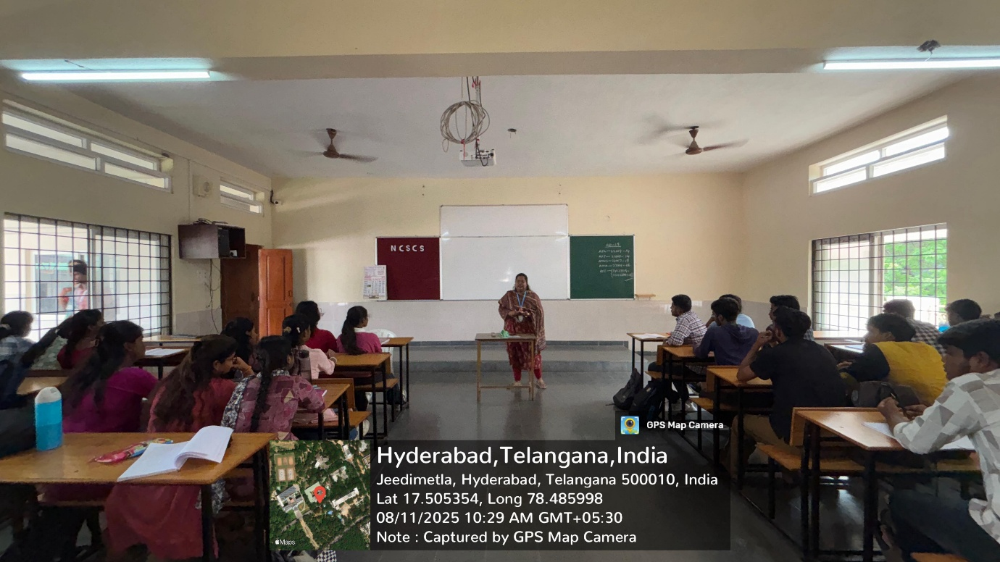 NCSCS
GPS Map Camera
Hyderabad,Telangana,India
Jeedimetla, Hyderabad, Telangana 500010, India
Lat 17.505354, Long 78.485998
08/11/2025 10:29 AM GMT+05:30
Note : Captured by GPS Map Camera
Maps